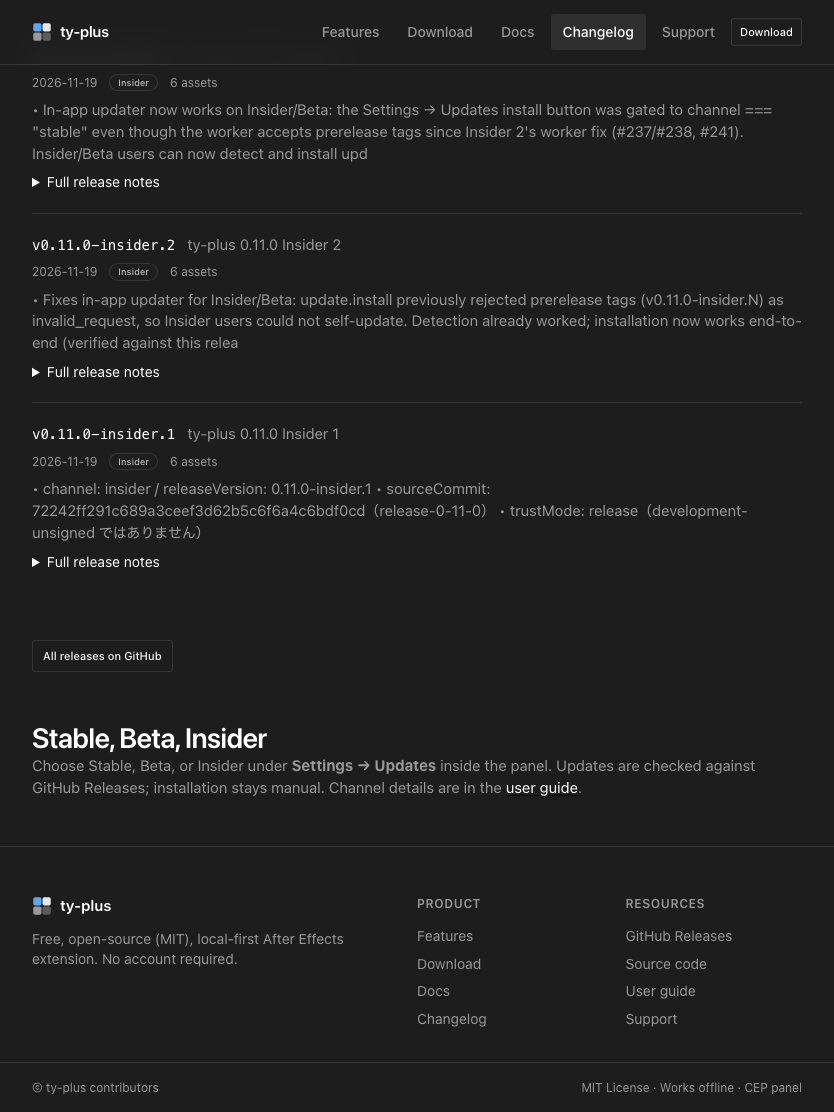 ty-plus
Features
Download
Docs
Changelog
Support
Download
2026-11-19 Insider 6 assets
• In-app updater now works on Insider/Beta: the Settings → Updates install button was gated to channel ===
"stable" even though the worker accepts prerelease tags since Insider 2's worker fix (#237/#238, #241).
Insider/Beta users can now detect and install upd
▶ Full release notes
v0.11.0-insider.2 ty-plus 0.11.0 Insider 2
2026-11-19 Insider 6 assets
• Fixes in-app updater for Insider/Beta: update.install previously rejected prerelease tags (v0.11.0-insider.N) as
invalid_request, so Insider users could not self-update. Detection already worked; installation now works end-to-
end (verified against this relea
▶ Full release notes
v0.11.0-insider.1 ty-plus 0.11.0 Insider 1
2026-11-19 Insider 6 assets
• channel: insider / releaseVersion: 0.11.0-insider.1 • sourceCommit:
72242ff291c689a3ceef3d62b5c6f6a4c6bdf0cd（release-0-11-0） • trustMode: release（development-
unsigned ではありません）
▶ Full release notes
All releases on GitHub
Stable, Beta, Insider
Choose Stable, Beta, or Insider under Settings → Updates inside the panel. Updates are checked against
GitHub Releases; installation stays manual. Channel details are in the user guide.
ty-plus
Free, open-source (MIT), local-first After Effects
extension. No account required.
PRODUCT
Features
Download
Docs
Changelog
RESOURCES
GitHub Releases
Source code
User guide
Support
© ty-plus contributors
MIT License · Works offline · CEP panel